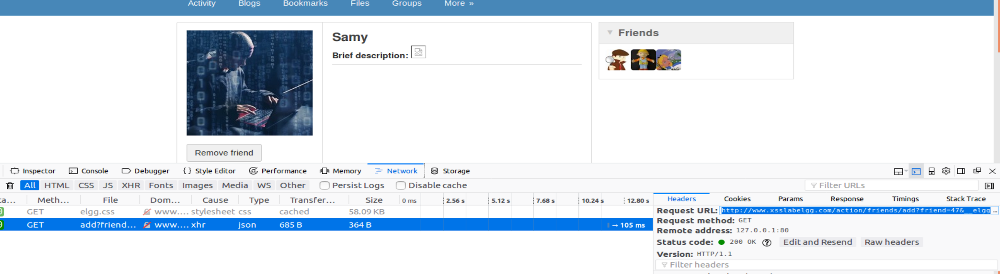 Activity Blogs Bookmarks Files Groups More »
Samy
Brief description:
Friends
Remove friend
Inspector Console Debugger {} Style Editor Performance Memory Network Storage
All HTML CSS JS XHR Fonts Images Media WS Other Persist Logs Disable cache Filter URLs
Meth... File Dom... Cause Type Transfer... Size 0 ms 2.56 s 5.12 s 7.68 s 10.24 s 12.80 s
GET elgg.css www.... stylesheet css cached 58.09 KB
GET add?friend... www.... xhr json 685 B 364 B → 105 ms
Headers Cookies Params Response Timings Stack Trace
Request URL: http://www.xsslabelgg.com/action/friends/add?friend=47&__elgg ...
Request method: GET
Remote address: 127.0.0.1:80
Status code: 200 OK ? Edit and Resend Raw headers
Version: HTTP/1.1
Filter headers